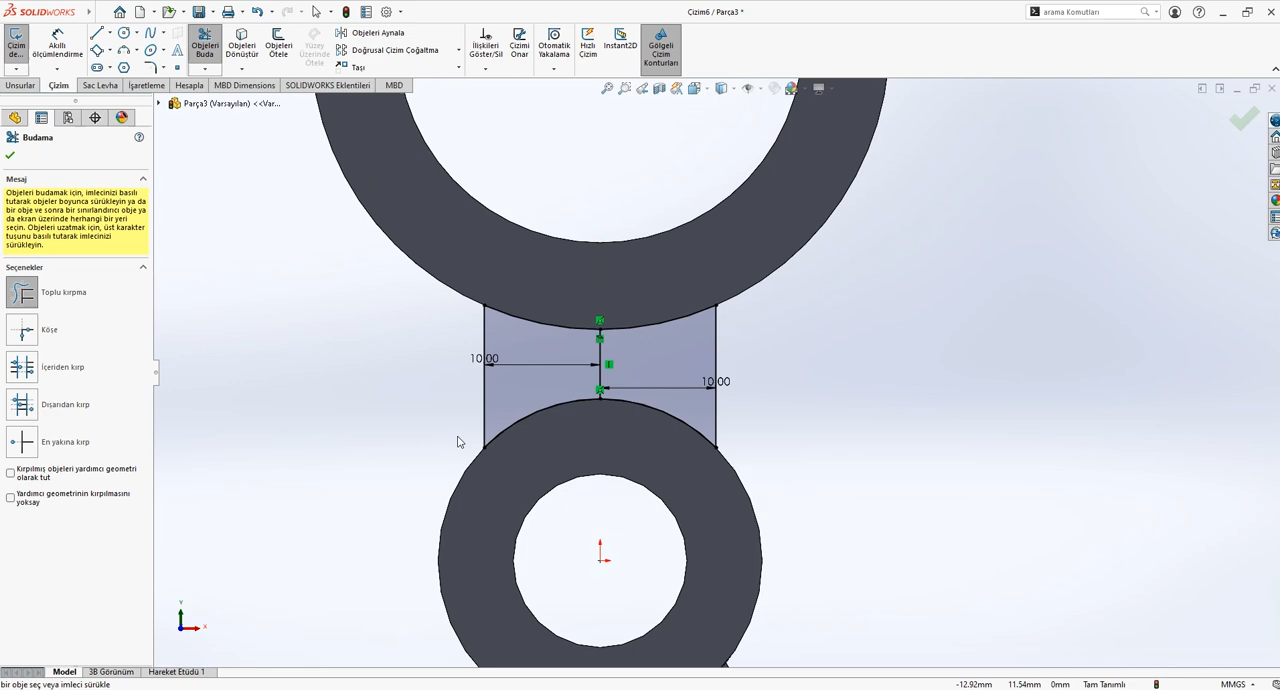 SOLIDWORKS
Çizim6 / Parça3 *
arama Komutları
Çizim de...
Akıllı ölçümlendirme
Objeleri Buda
Objeleri Dönüştür
Objeleri Ötele
Yüzey Üzerinde Ötele
Objeleri Aynala
Doğrusal Çizim Çoğaltma
Taşı
İlişkileri Göster/Sil
Çizimi Onar
Otomatik Yakalama
Hızlı Çizim
Instant2D
Gölgeli Çizim Konturları
Unsurlar
Çizim
Sac Levha
İşaretleme
Hesapla
MBD Dimensions
SOLIDWORKS Eklentileri
MBD
Parça3 (Varsayılan) <<Var...
Budama
Mesaj
Objeleri budamak için, imlecinizi basılı
tutarak objeler boyunca sürükleyin ya da
bir obje ve sonra bir sınırlandırıcı obje ya
da ekran üzerinde herhangi bir yeri
seçin. Objeleri uzatmak için, üst karakter
tuşunu basılı tutarak imlecinizi
sürükleyin.
Seçenekler
Toplu kırpma
Köşe
İçeriden kırp
Dışarıdan kırp
En yakına kırp
Kırpılmış objeleri yardımcı geometri
olarak tut
Yardımcı geometrinin kırpılmasını
yoksay
10.00
10.00
Y
X
Model
3B Görünüm
Hareket Etüdü 1
bir obje seç veya imleci sürükle
-12.92mm
11.54mm
0mm
Tam Tanımlı
MMGS